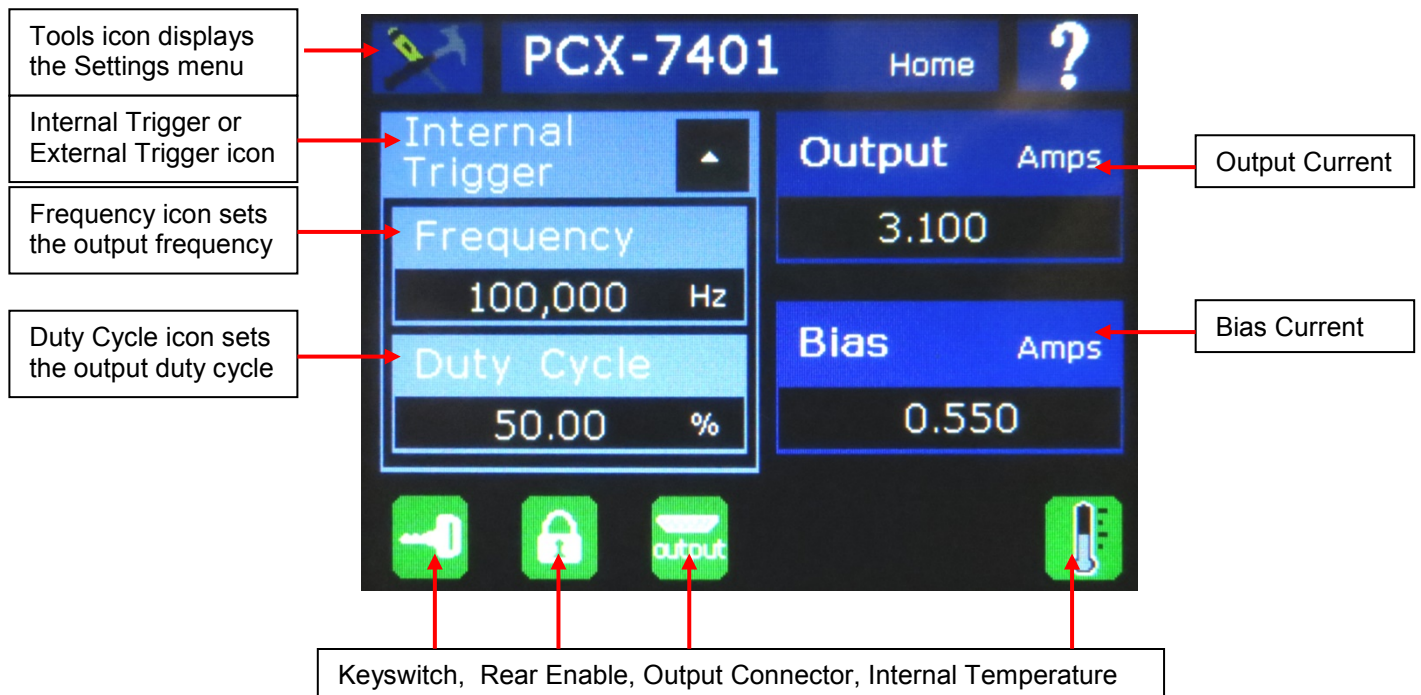 Tools icon displays
the Settings menu
Internal Trigger or
External Trigger icon
Frequency icon sets
the output frequency
Duty Cycle icon sets
the output duty cycle
PCX-7401 Home ?
Internal
Trigger
Frequency
100,000 Hz
Duty Cycle
50.00 %
Output Amps
3.100
Bias Amps
0.550
output
Output Current
Bias Current
Keyswitch, Rear Enable, Output Connector, Internal Temperature